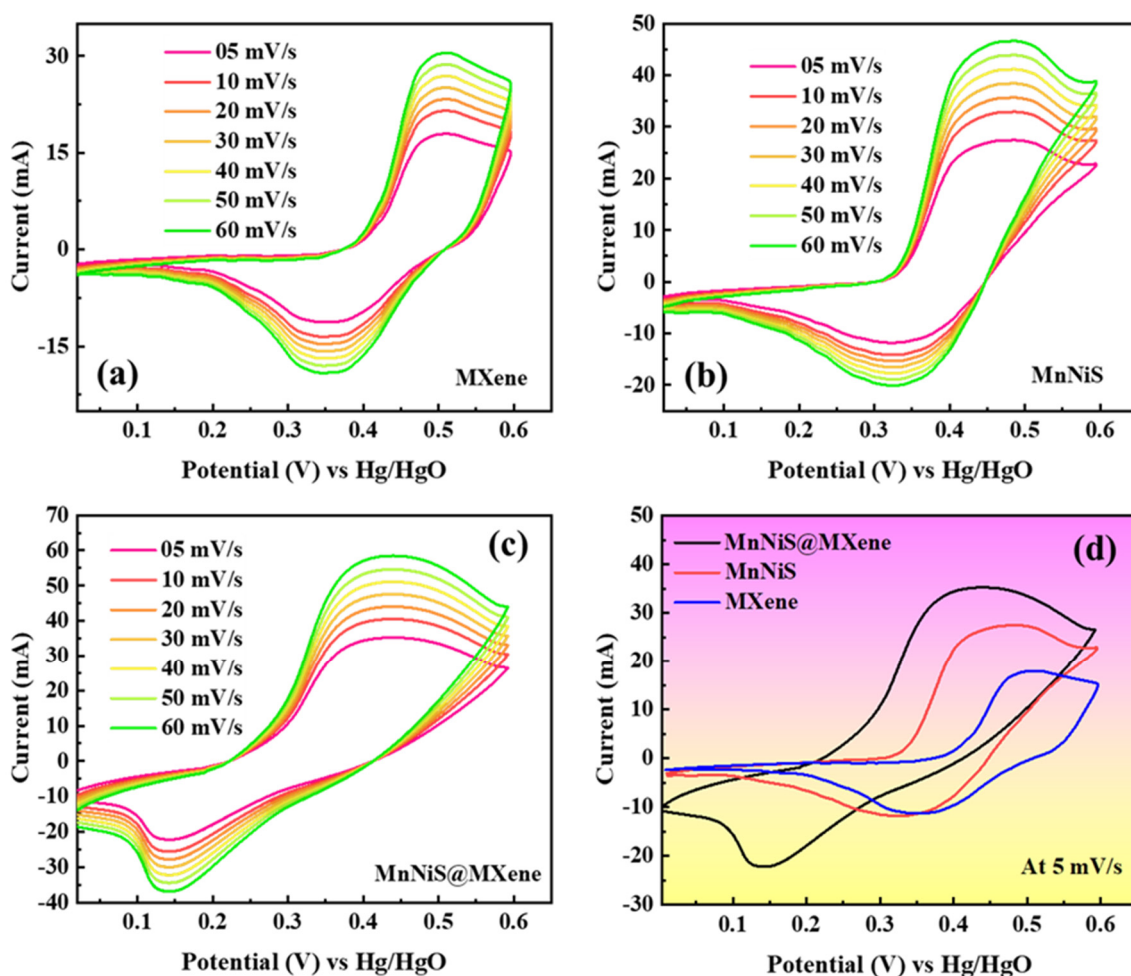 30
15
0
-15
Current (mA)
05 mV/s
10 mV/s
20 mV/s
30 mV/s
40 mV/s
50 mV/s
60 mV/s
(a)
MXene
0.1 0.2 0.3 0.4 0.5 0.6
Potential (V) vs Hg/HgO
50
40
30
20
10
0
-10
-20
Current (mA)
05 mV/s
10 mV/s
20 mV/s
30 mV/s
40 mV/s
50 mV/s
60 mV/s
(b)
MnNiS
0.1 0.2 0.3 0.4 0.5 0.6
Potential (V) vs Hg/HgO
70
60
50
40
30
20
10
0
-10
-20
-30
-40
Current (mA)
05 mV/s
10 mV/s
20 mV/s
30 mV/s
40 mV/s
50 mV/s
60 mV/s
(c)
MnNiS@MXene
0.1 0.2 0.3 0.4 0.5 0.6
Potential (V) vs Hg/HgO
50
40
30
20
10
0
-10
-20
-30
Current (mA)
MnNiS@MXene
MnNiS
MXene
(d)
At 5 mV/s
0.1 0.2 0.3 0.4 0.5 0.6
Potential (V) vs Hg/HgO